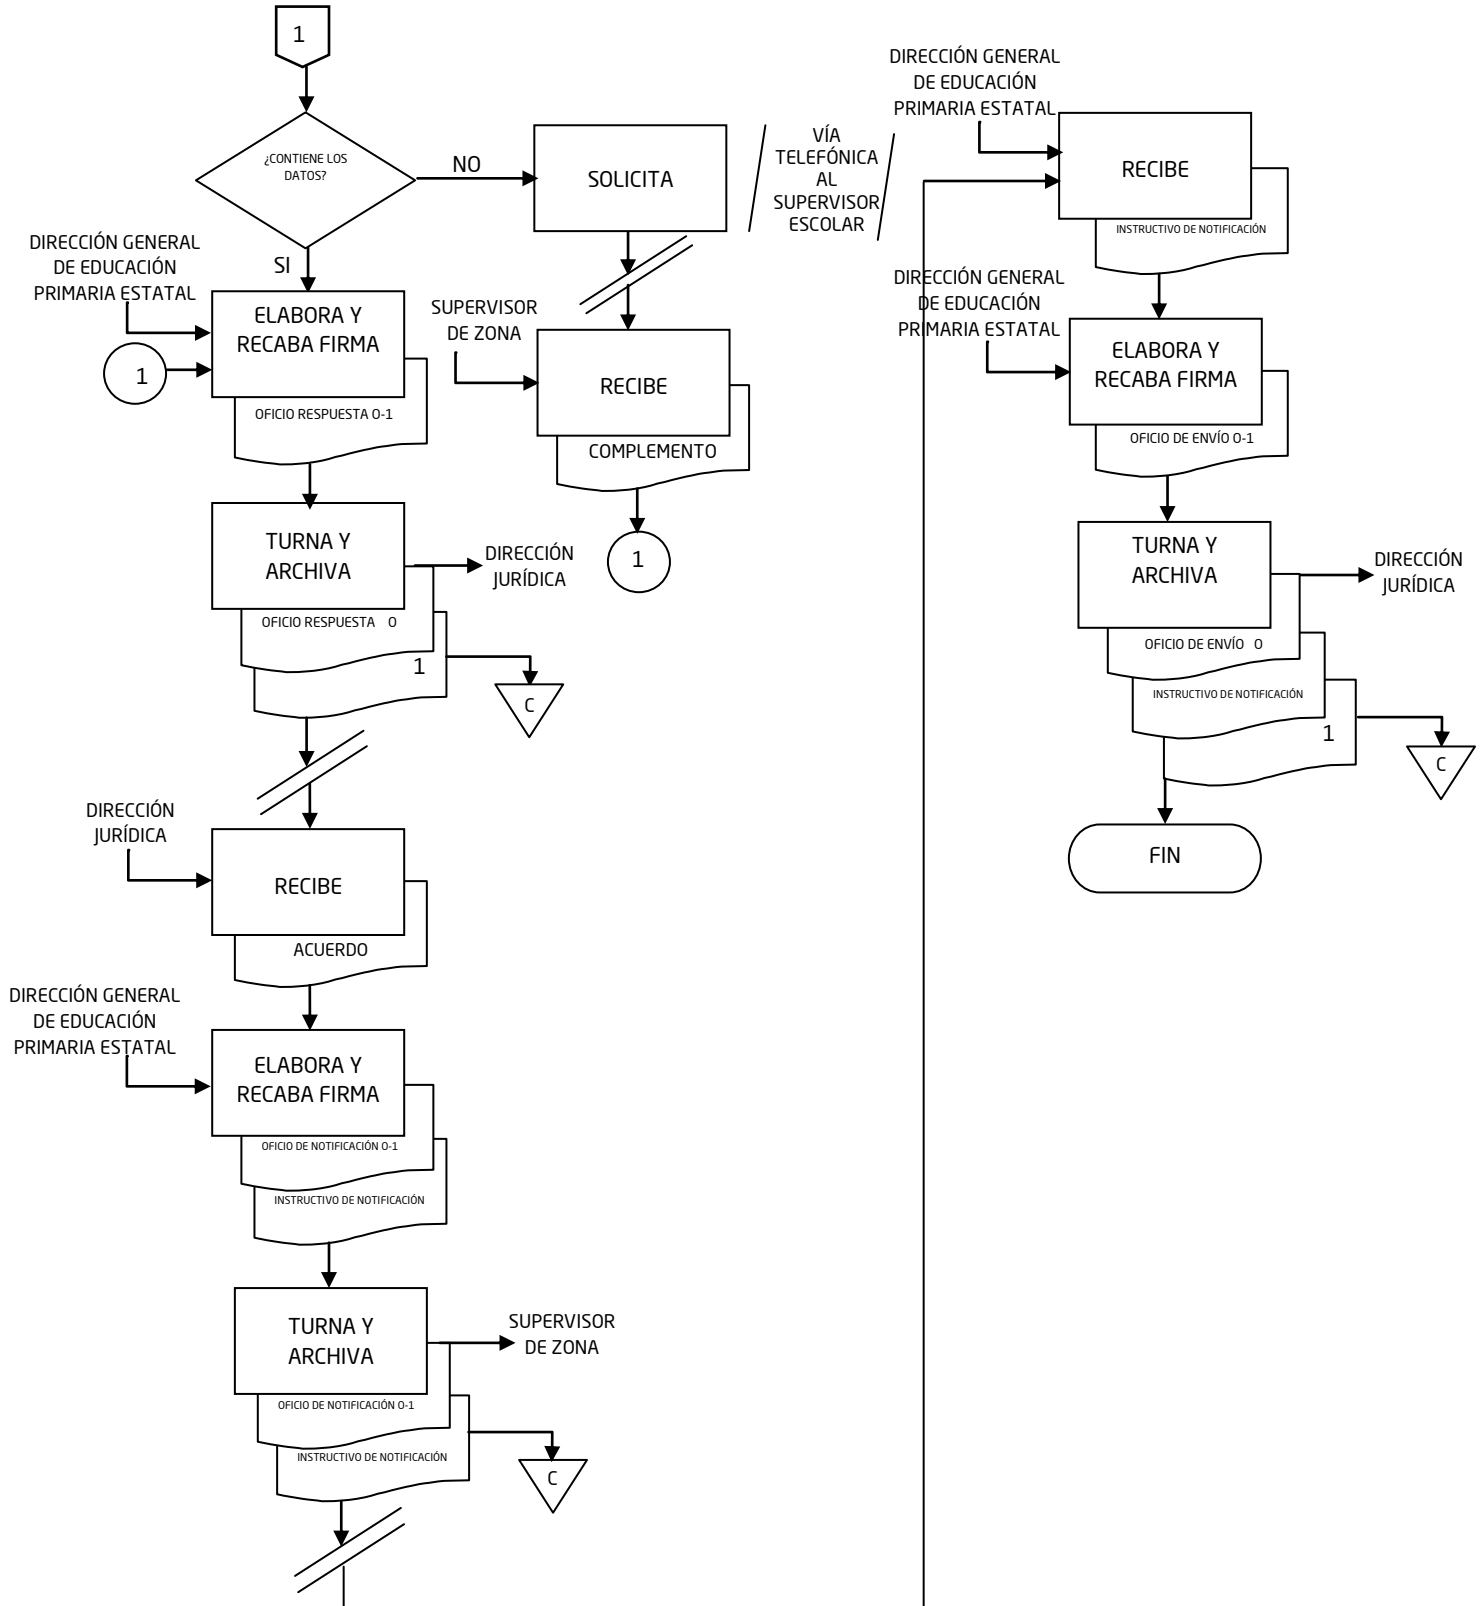 1
¿CONTIENE LOS
DATOS?
NO
SOLICITA
VÍA
TELEFÓNICA
AL
SUPERVISOR
ESCOLAR
SI
DIRECCIÓN GENERAL
DE EDUCACIÓN
PRIMARIA ESTATAL
ELABORA Y
RECABA FIRMA
1
OFICIO RESPUESTA O-1
SUPERVISOR
DE ZONA
RECIBE
COMPLEMENTO
1
TURNA Y
ARCHIVA
DIRECCIÓN
JURÍDICA
OFICIO RESPUESTA O
1
C
DIRECCIÓN
JURÍDICA
RECIBE
ACUERDO
DIRECCIÓN GENERAL
DE EDUCACIÓN
PRIMARIA ESTATAL
ELABORA Y
RECABA FIRMA
OFICIO DE NOTIFICACIÓN O-1
INSTRUCTIVO DE NOTIFICACIÓN
TURNA Y
ARCHIVA
SUPERVISOR
DE ZONA
OFICIO DE NOTIFICACIÓN O-1
INSTRUCTIVO DE NOTIFICACIÓN
C
DIRECCIÓN GENERAL
DE EDUCACIÓN
PRIMARIA ESTATAL
RECIBE
INSTRUCTIVO DE NOTIFICACIÓN
DIRECCIÓN GENERAL
DE EDUCACIÓN
PRIMARIA ESTATAL
ELABORA Y
RECABA FIRMA
OFICIO DE ENVÍO O-1
TURNA Y
ARCHIVA
DIRECCIÓN
JURÍDICA
OFICIO DE ENVÍO O
INSTRUCTIVO DE NOTIFICACIÓN
1
C
FIN